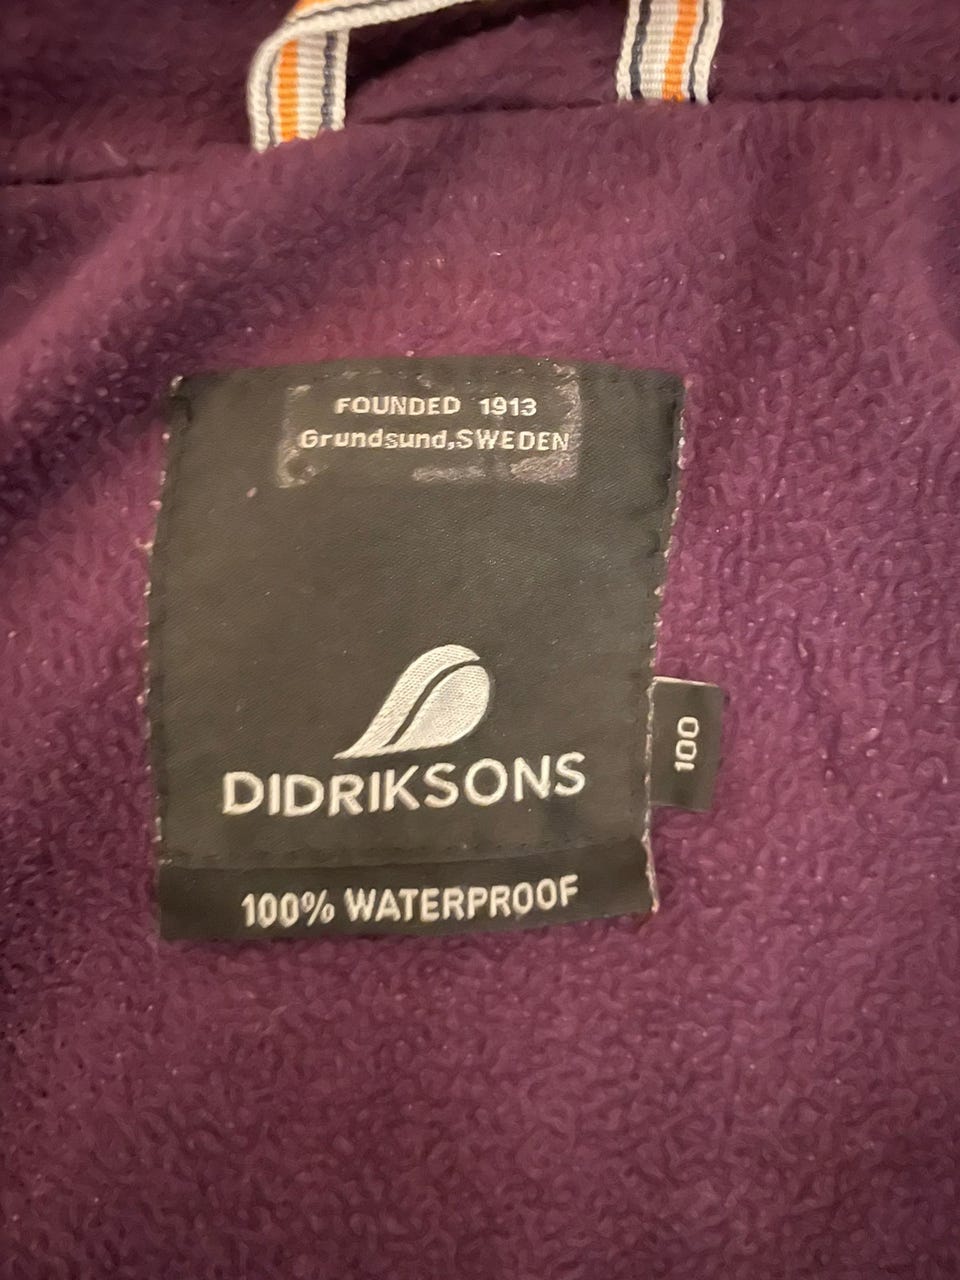 FOUNDED 1913
Grundsund,SWEDEN
DIDRIKSONS
100
100% WATERPROOF